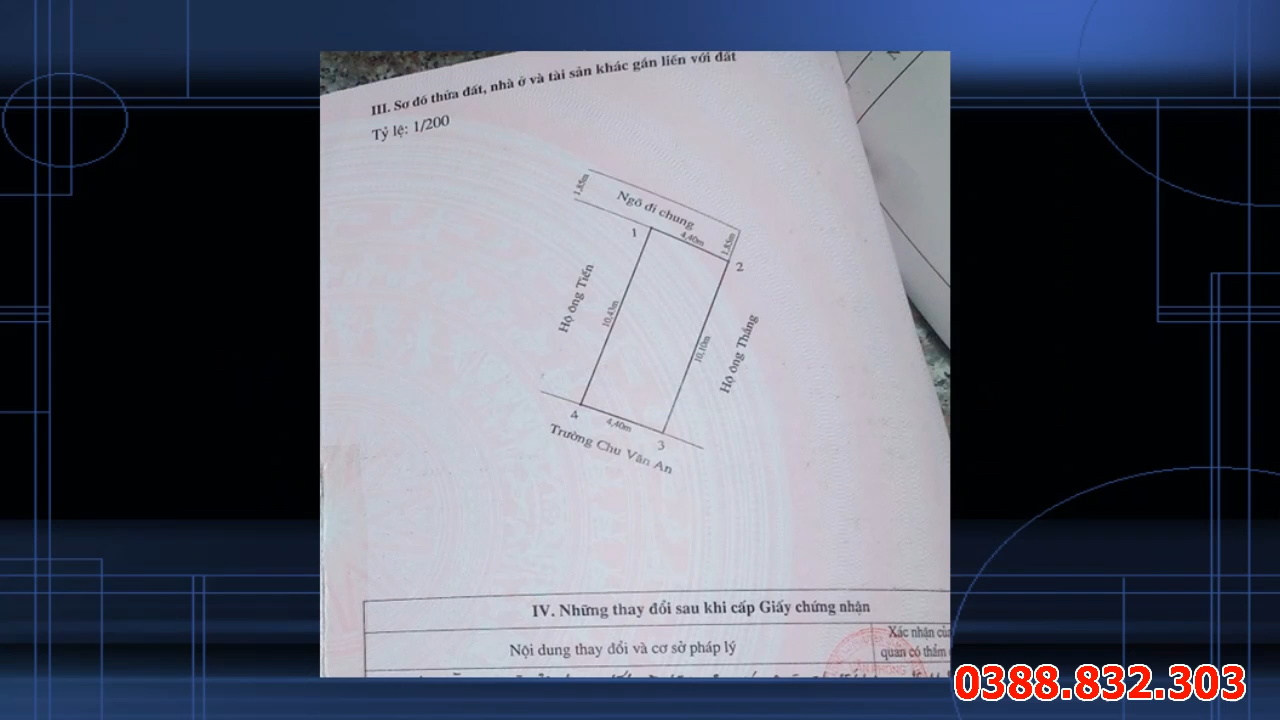 III. Sơ đồ thửa đất, nhà ở và tài sản khác gắn liền với đất
Tỷ lệ: 1/200
1,85m
Ngõ đi chung
4,40m
1,85m
1
2
Hộ ông Tiến
10,43m
10,10m
Hộ ông Thắng
4
4,40m
3
Trường Chu Văn An
IV. Những thay đổi sau khi cấp Giấy chứng nhận
Nội dung thay đổi và cơ sở pháp lý
Xác nhận của
quan có thẩm
0388.832.303